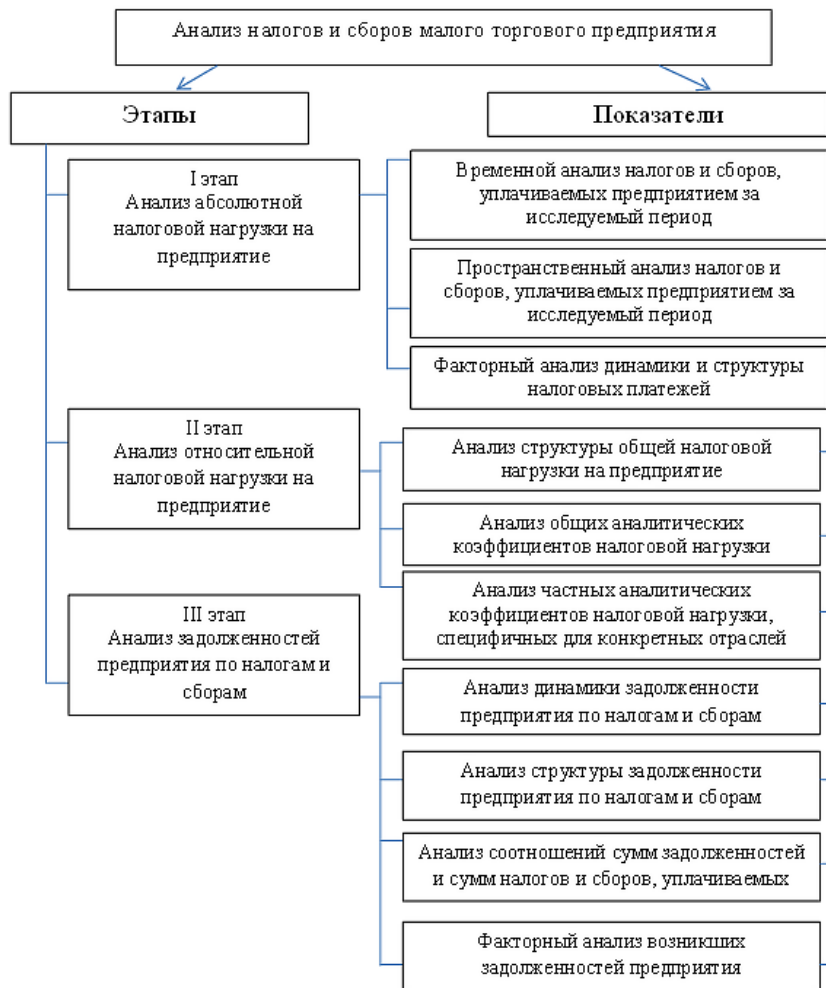 Анализ налогов и сборов малого торгового предприятия
Этапы
Показатели
I этап
Анализ абсолютной
налоговой нагрузки на
предприятие
Временной анализ налогов и сборов,
уплачиваемых предприятием за
исследуемый период
Пространственный анализ налогов и
сборов, уплачиваемых предприятием за
исследуемый период
Факторный анализ динамики и структуры
налоговых платежей
II этап
Анализ относительной
налоговой нагрузки на
предприятие
Анализ структуры общей налоговой
нагрузки на предприятие
Анализ общих аналитических
коэффициентов налоговой нагрузки
Анализ частных аналитических
коэффициентов налоговой нагрузки,
специфичных для конкретных отраслей
III этап
Анализ задолженностей
предприятия по налогам и
сборам
Анализ динамики задолженности
предприятия по налогам и сборам
Анализ структуры задолженности
предприятия по налогам и сборам
Анализ соотношений сумм задолженностей
и сумм налогов и сборов, уплачиваемых
Факторный анализ возникших
задолженностей предприятия